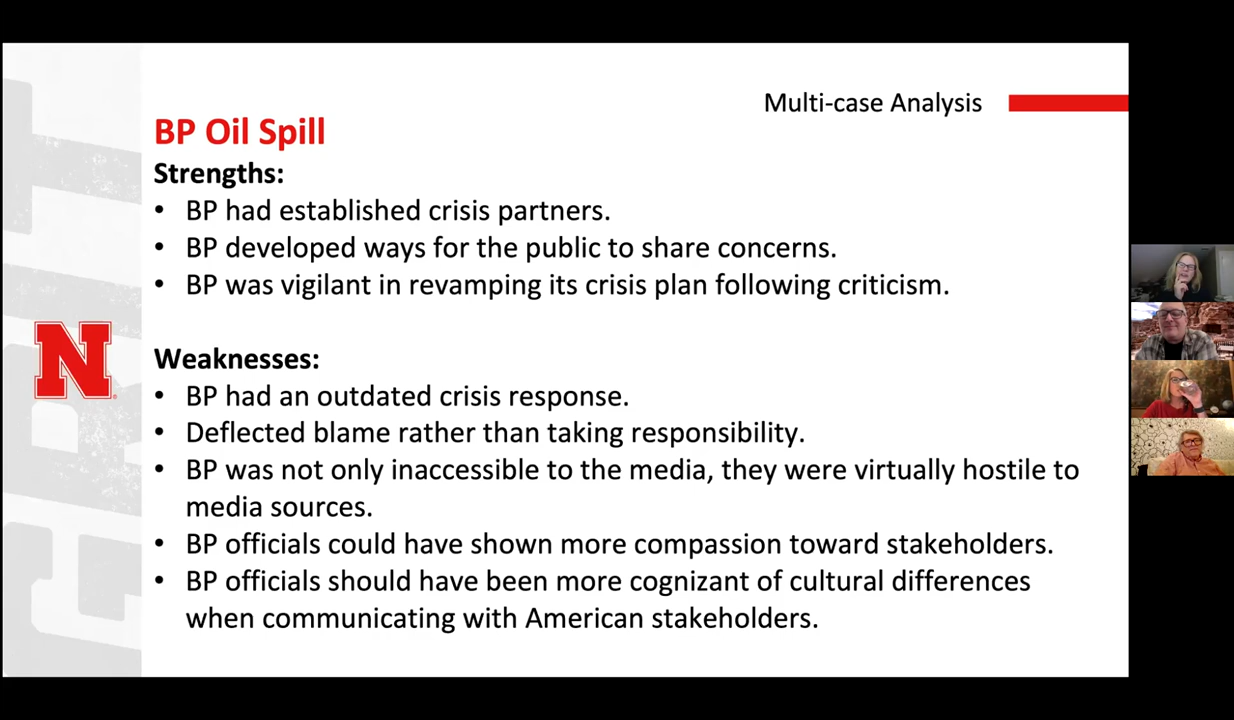 Multi-case Analysis
BP Oil Spill
Strengths:
• BP had established crisis partners.
• BP developed ways for the public to share concerns.
• BP was vigilant in revamping its crisis plan following criticism.
Weaknesses:
• BP had an outdated crisis response.
• Deflected blame rather than taking responsibility.
• BP was not only inaccessible to the media, they were virtually hostile to
media sources.
• BP officials could have shown more compassion toward stakeholders.
• BP officials should have been more cognizant of cultural differences
when communicating with American stakeholders.
N
GRIT